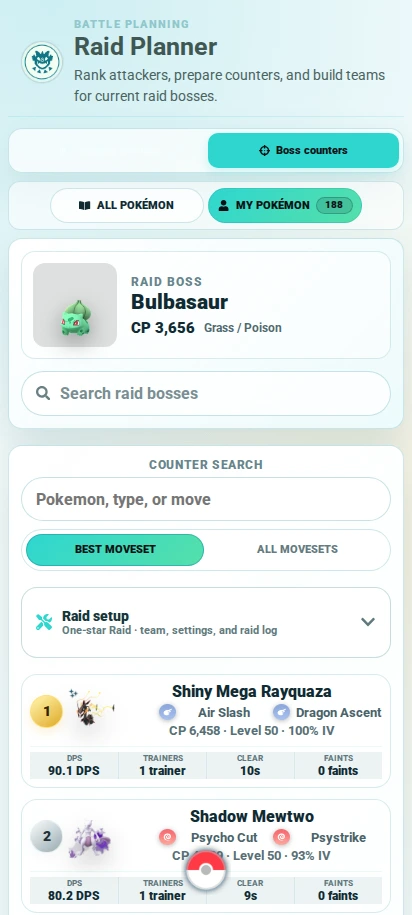 BATTLE PLANNING
Raid Planner
Rank attackers, prepare counters, and build teams
for current raid bosses.
Boss counters
ALL POKÉMON
MY POKÉMON 188
RAID BOSS
Bulbasaur
CP 3,656 Grass / Poison
Search raid bosses
COUNTER SEARCH
Pokemon, type, or move
BEST MOVESET
ALL MOVESETS
Raid setup
One-star Raid · team, settings, and raid log
1
Shiny Mega Rayquaza
Air Slash Dragon Ascent
CP 6,458 · Level 50 · 100% IV
DPS TRAINERS CLEAR FAINTS
90.1 DPS 1 trainer 10s 0 faints
2
Shadow Mewtwo
Psycho Cut Psystrike
Level 50 · 93% IV
DPS TRAINERS CLEAR FAINTS
80.2 DPS 1 trainer 9s 0 faints